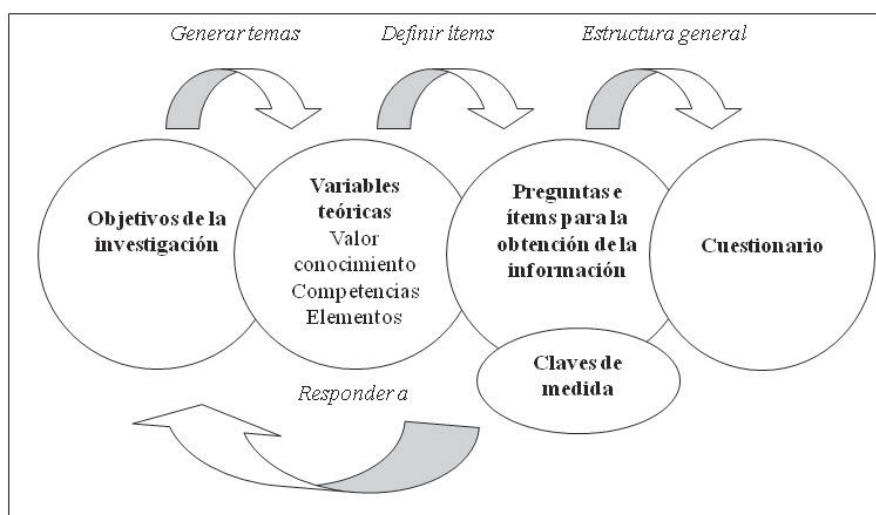 Generar temas
Definir ítems
Estructura general
Objetivos de la
investigación
Variables
teóricas
Valor
conocimiento
Competencias
Elementos
Preguntas e
ítems para la
obtención de la
información
Cuestionario
Claves de
medida
Responder a